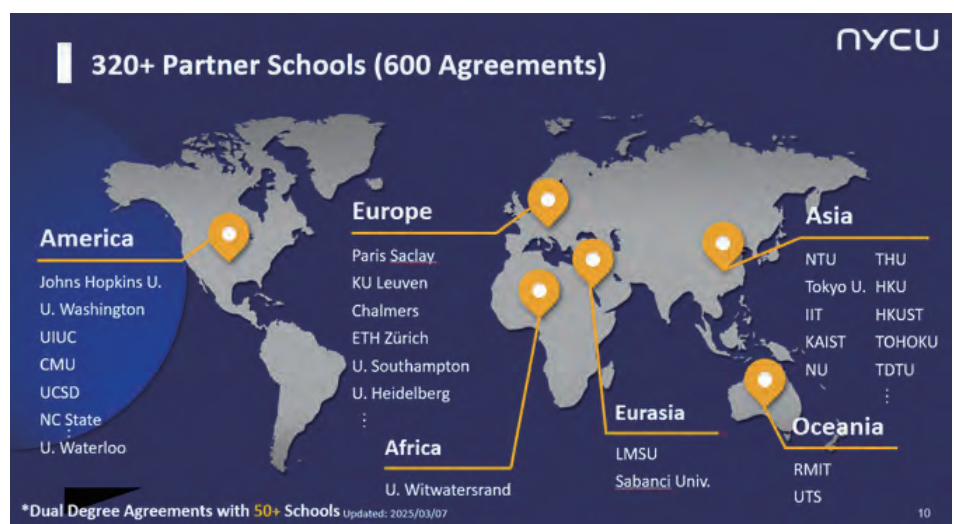 NYCU
320+ Partner Schools (600 Agreements)
America
Johns Hopkins U.
U. Washington
UIUC
CMU
UCSD
NC State
⋮
U. Waterloo
Europe
Paris Saclay
KU Leuven
Chalmers
ETH Zürich
U. Southampton
U. Heidelberg
⋮
Africa
U. Witwatersrand
Eurasia
LMSU
Sabanci Univ.
Asia
NTU THU
Tokyo U. HKU
IIT HKUST
KAIST TOHOKU
NU TDTU
⋮
Oceania
RMIT
UTS
*Dual Degree Agreements with 50+ Schools Updated: 2025/03/07
10